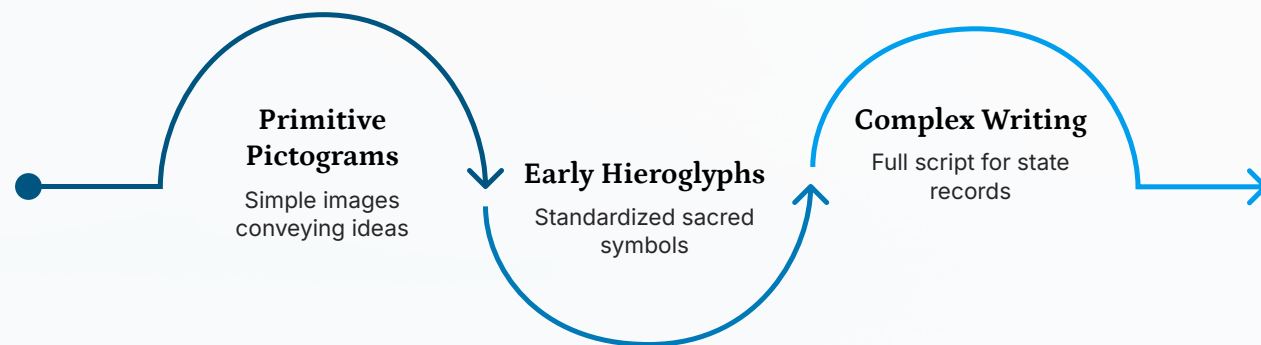 Primitive
Pictograms
Simple images
conveying ideas
Early Hieroglyphs
Standardized sacred
symbols
Complex Writing
Full script for state
records